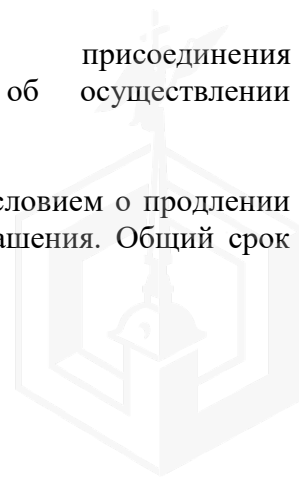 присоединения
об осуществлении
словием о продлении
ашения. Общий срок